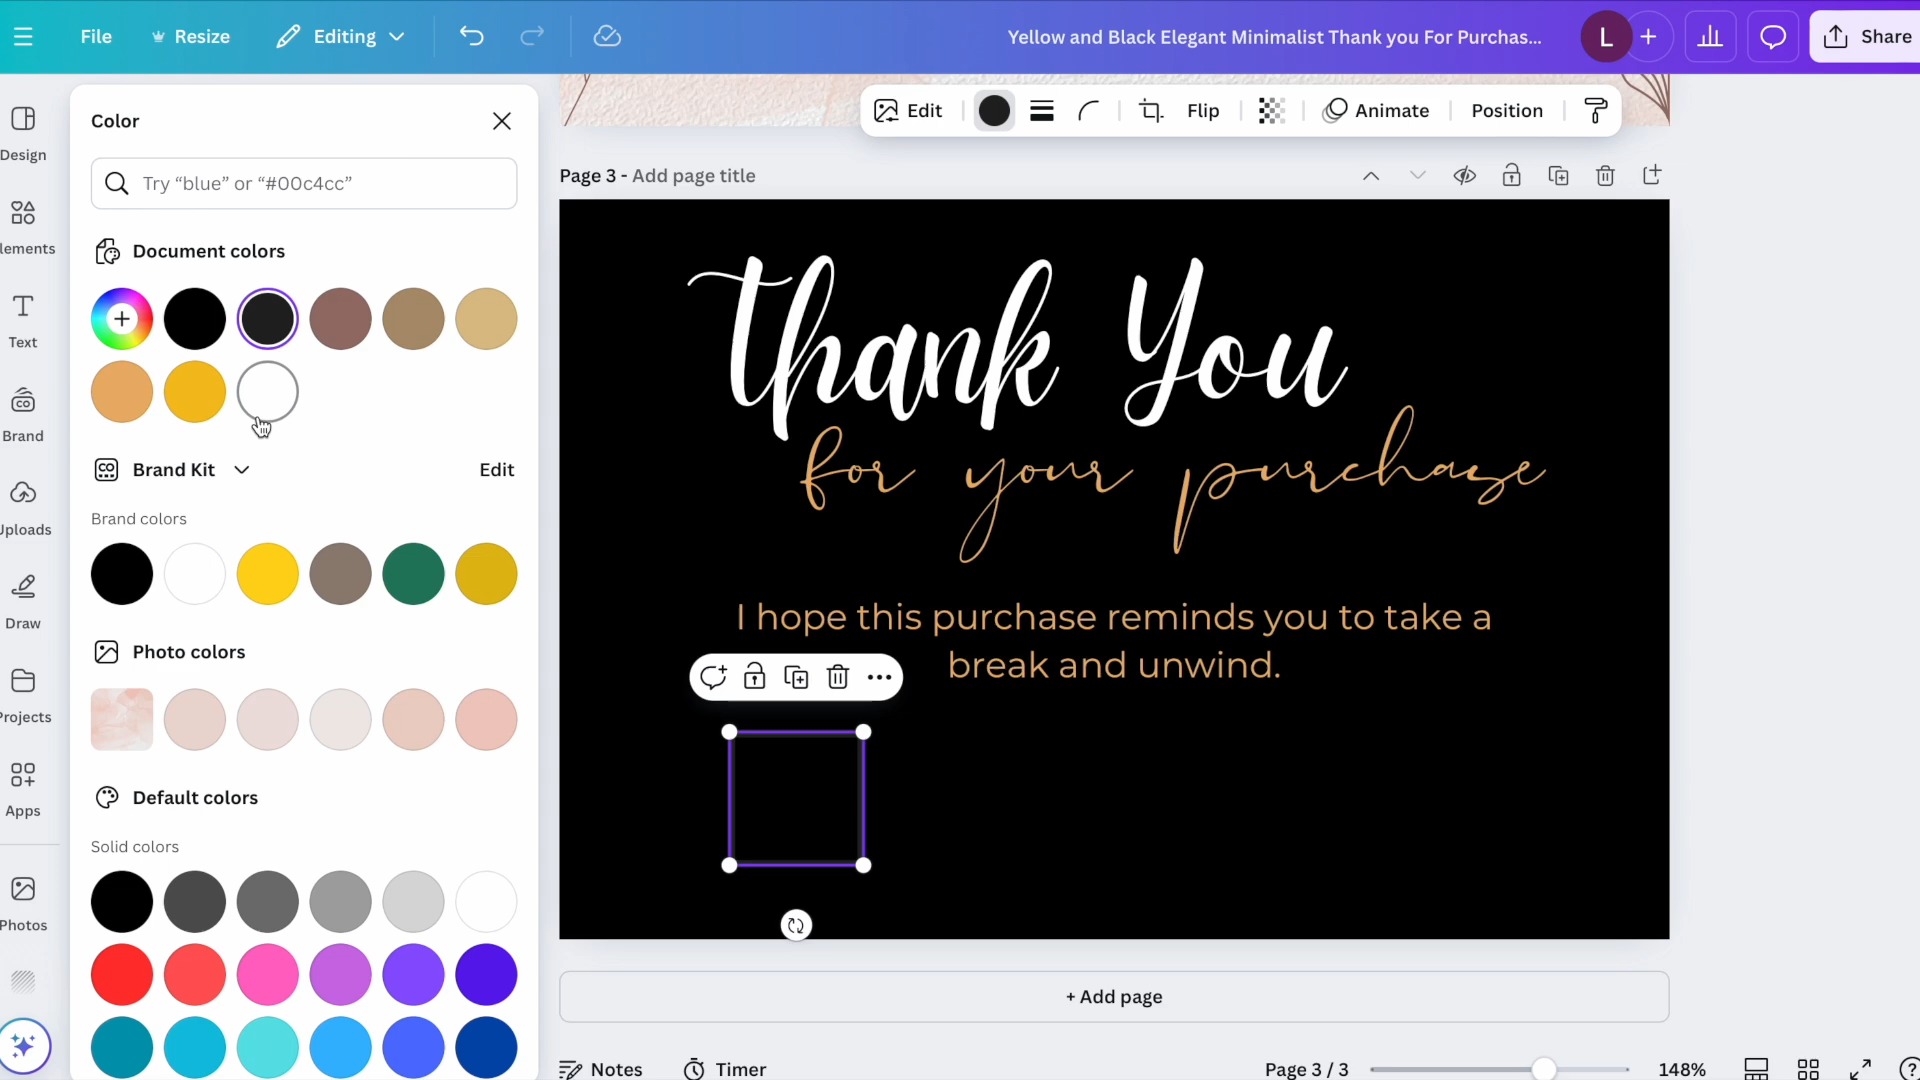 File
Resize
Editing
Yellow and Black Elegant Minimalist Thank you For Purchas...
L
Share
Design
lements
Text
Brand
Uploads
Draw
Projects
Apps
Photos
Color
Try “blue” or “#00c4cc”
Document colors
Brand Kit
Edit
Brand colors
Photo colors
Default colors
Solid colors
Edit
Flip
Animate
Position
Page 3 - Add page title
Thank You
for your purchase
I hope this purchase reminds you to take a
break and unwind.
+ Add page
Notes
Timer
Page 3 / 3
148%